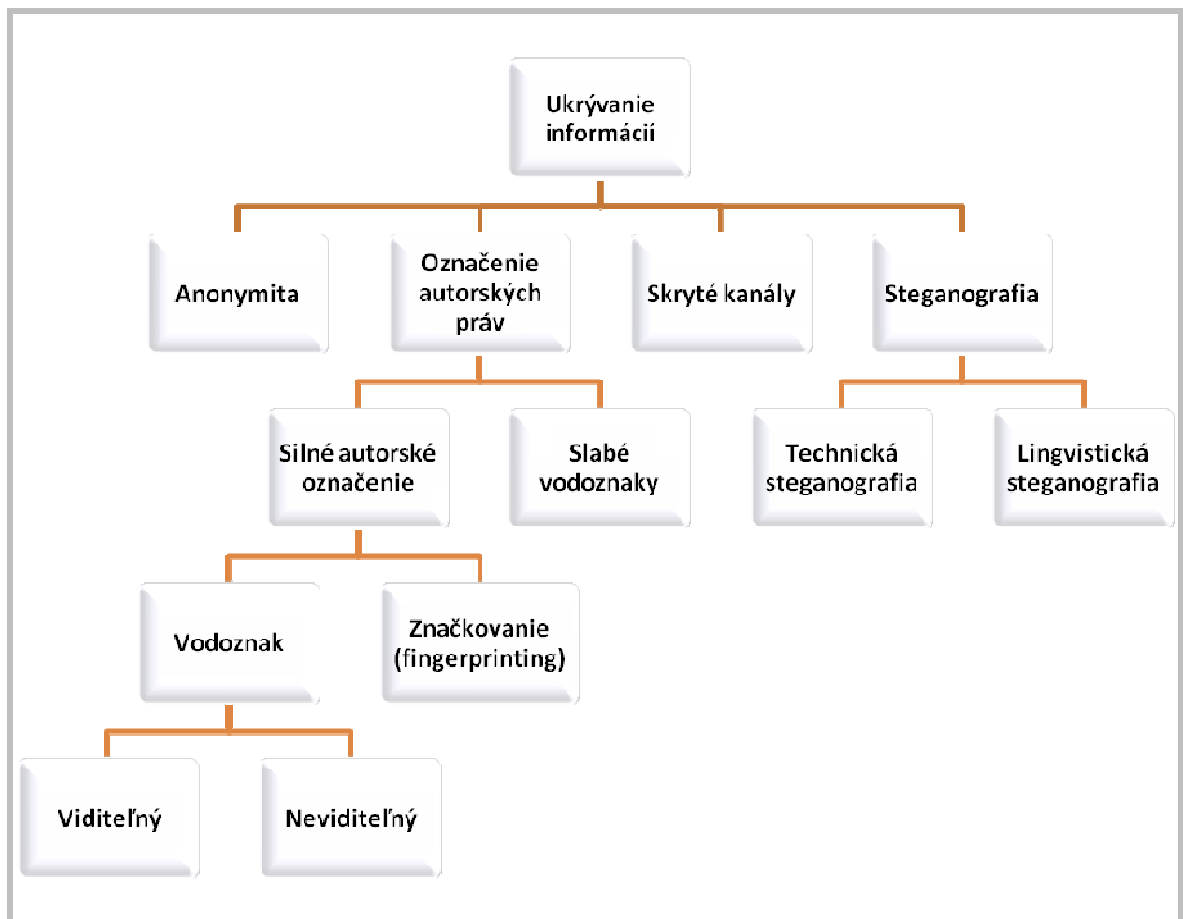 Ukrývanie
informácií
Anonymita
Označenie
autorských
práv
Skryté kanály
Steganografia
Silné autorské
označenie
Slabé
vodoznaky
Technická
steganografia
Lingvistická
steganografia
Vodoznak
Značkovanie
(fingerprinting)
Viditeľný
Neviditeľný